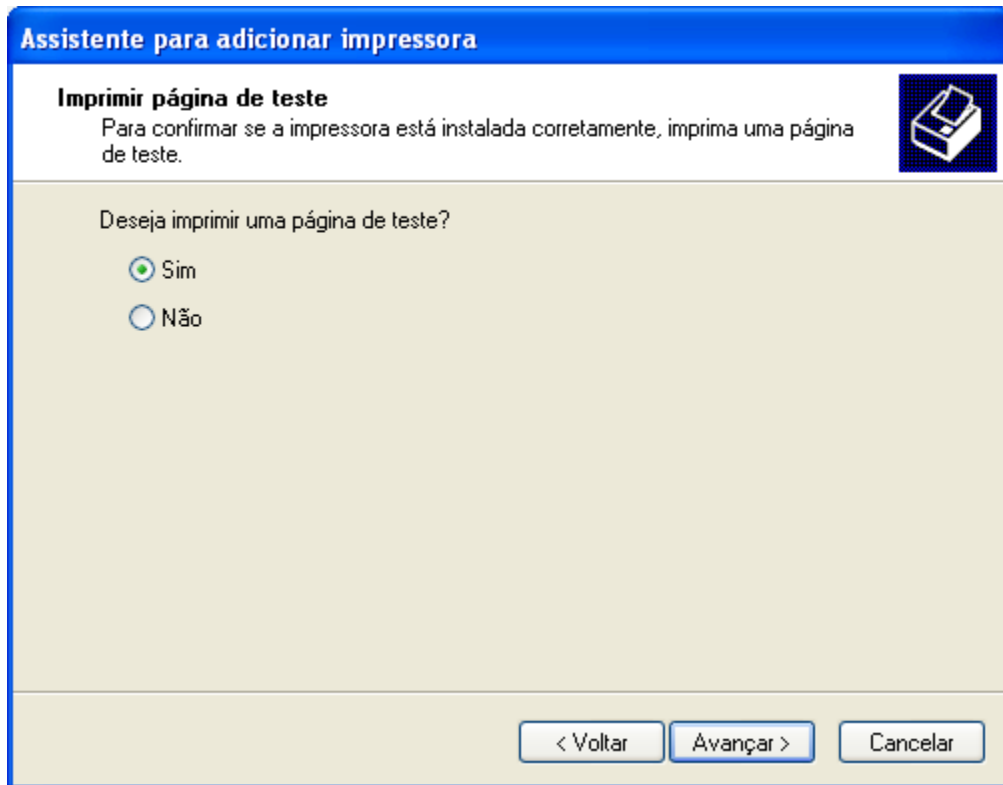 Assistente para adicionar impressora
Imprimir página de teste
Para confirmar se a impressora está instalada corretamente, imprima uma página
de teste.
Deseja imprimir uma página de teste?
Sim
Não
< Voltar
Avançar >
Cancelar